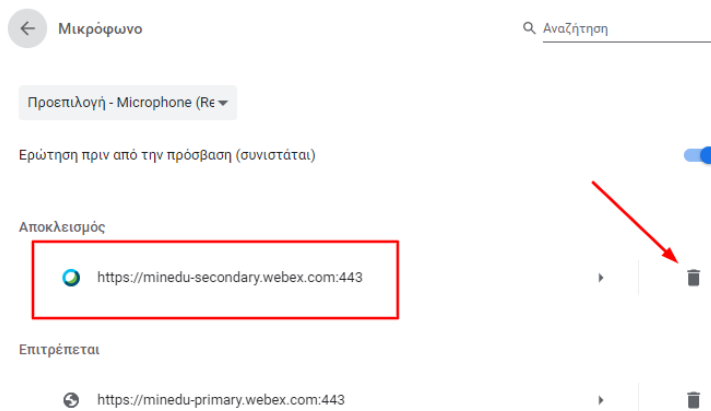 Μικρόφωνο
Αναζήτηση
Προεπιλογή - Microphone (Re
Ερώτηση πριν από την πρόσβαση (συνιστάται)
Αποκλεισμός
https://minedu-secondary.webex.com:443
Επιτρέπεται
https://minedu-primary.webex.com:443